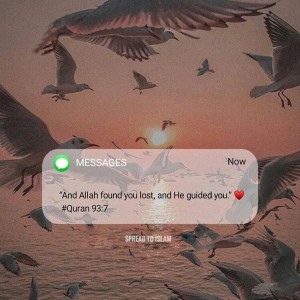 MESSAGES
Now
“And Allah found you lost, and He guided you.” ❤️
#Quran 93:7
SPREAD TO ISLAM